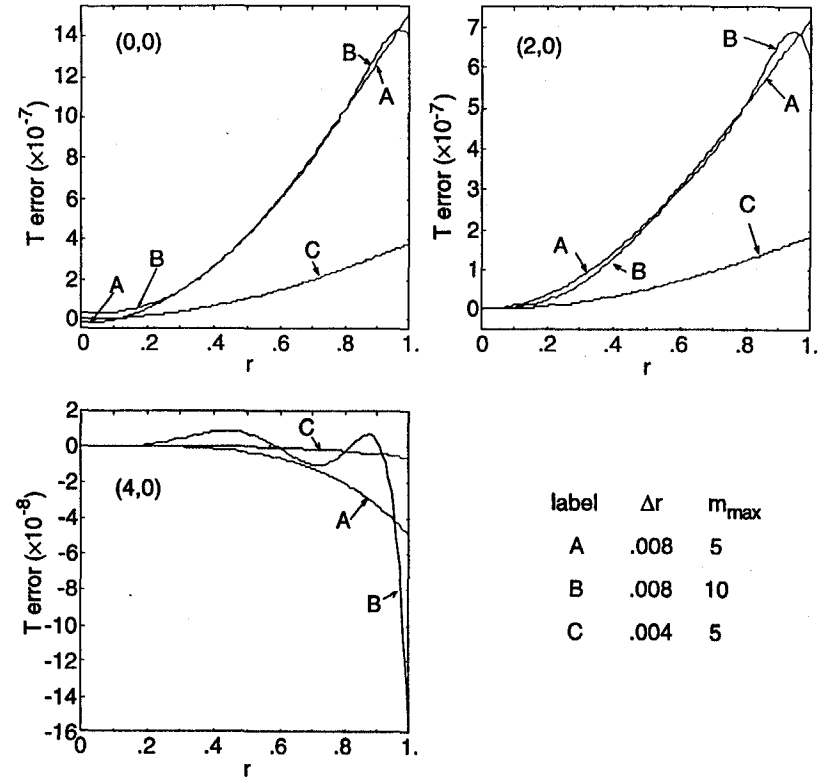 (0,0)
14
12
10
8
6
4
2
0
T error (×10⁻⁷)
B
A
C
A
B
0
.2
.4
.6
.8
1.
r
(2,0)
7
6
5
4
3
2
1
0
T error (×10⁻⁷)
B
A
C
A
B
0
.2
.4
.6
.8
1.
r
(4,0)
2
0
-2
-4
-6
-8
-10
-12
-14
-16
T error (×10⁻⁸)
C
A
B
0
.2
.4
.6
.8
1.
r
label Δr m_max
A .008 5
B .008 10
C .004 5